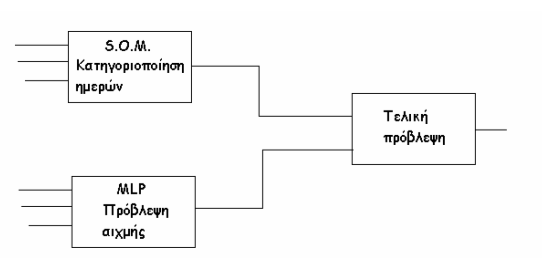 S.O.M.
Κατηγοριοποίηση
ημερών
Τελική
πρόβλεψη
MLP
Πρόβλεψη
αιχμής